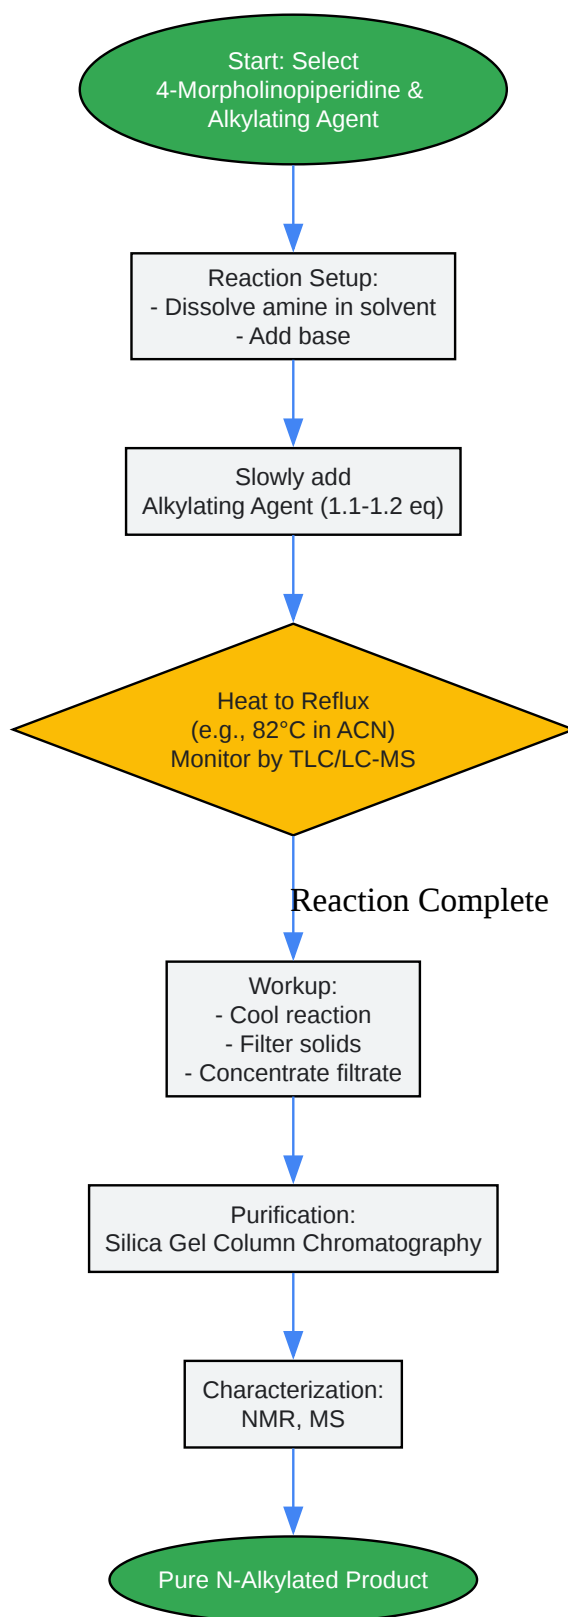 Start: Select
4-Morpholinopiperidine &
Alkylating Agent
Reaction Setup:
- Dissolve amine in solvent
- Add base
Slowly add
Alkylating Agent (1.1-1.2 eq)
Heat to Reflux
(e.g., 82°C in ACN)
Monitor by TLC/LC-MS
Reaction Complete
Workup:
- Cool reaction
- Filter solids
- Concentrate filtrate
Purification:
Silica Gel Column Chromatography
Characterization:
NMR, MS
Pure N-Alkylated Product